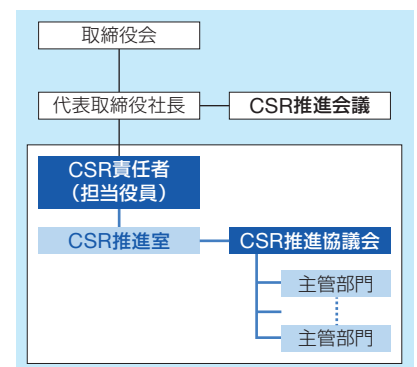 取締役会
代表取締役社長
CSR推進会議
CSR責任者
（担当役員）
CSR推進室
CSR推進協議会
主管部門
主管部門